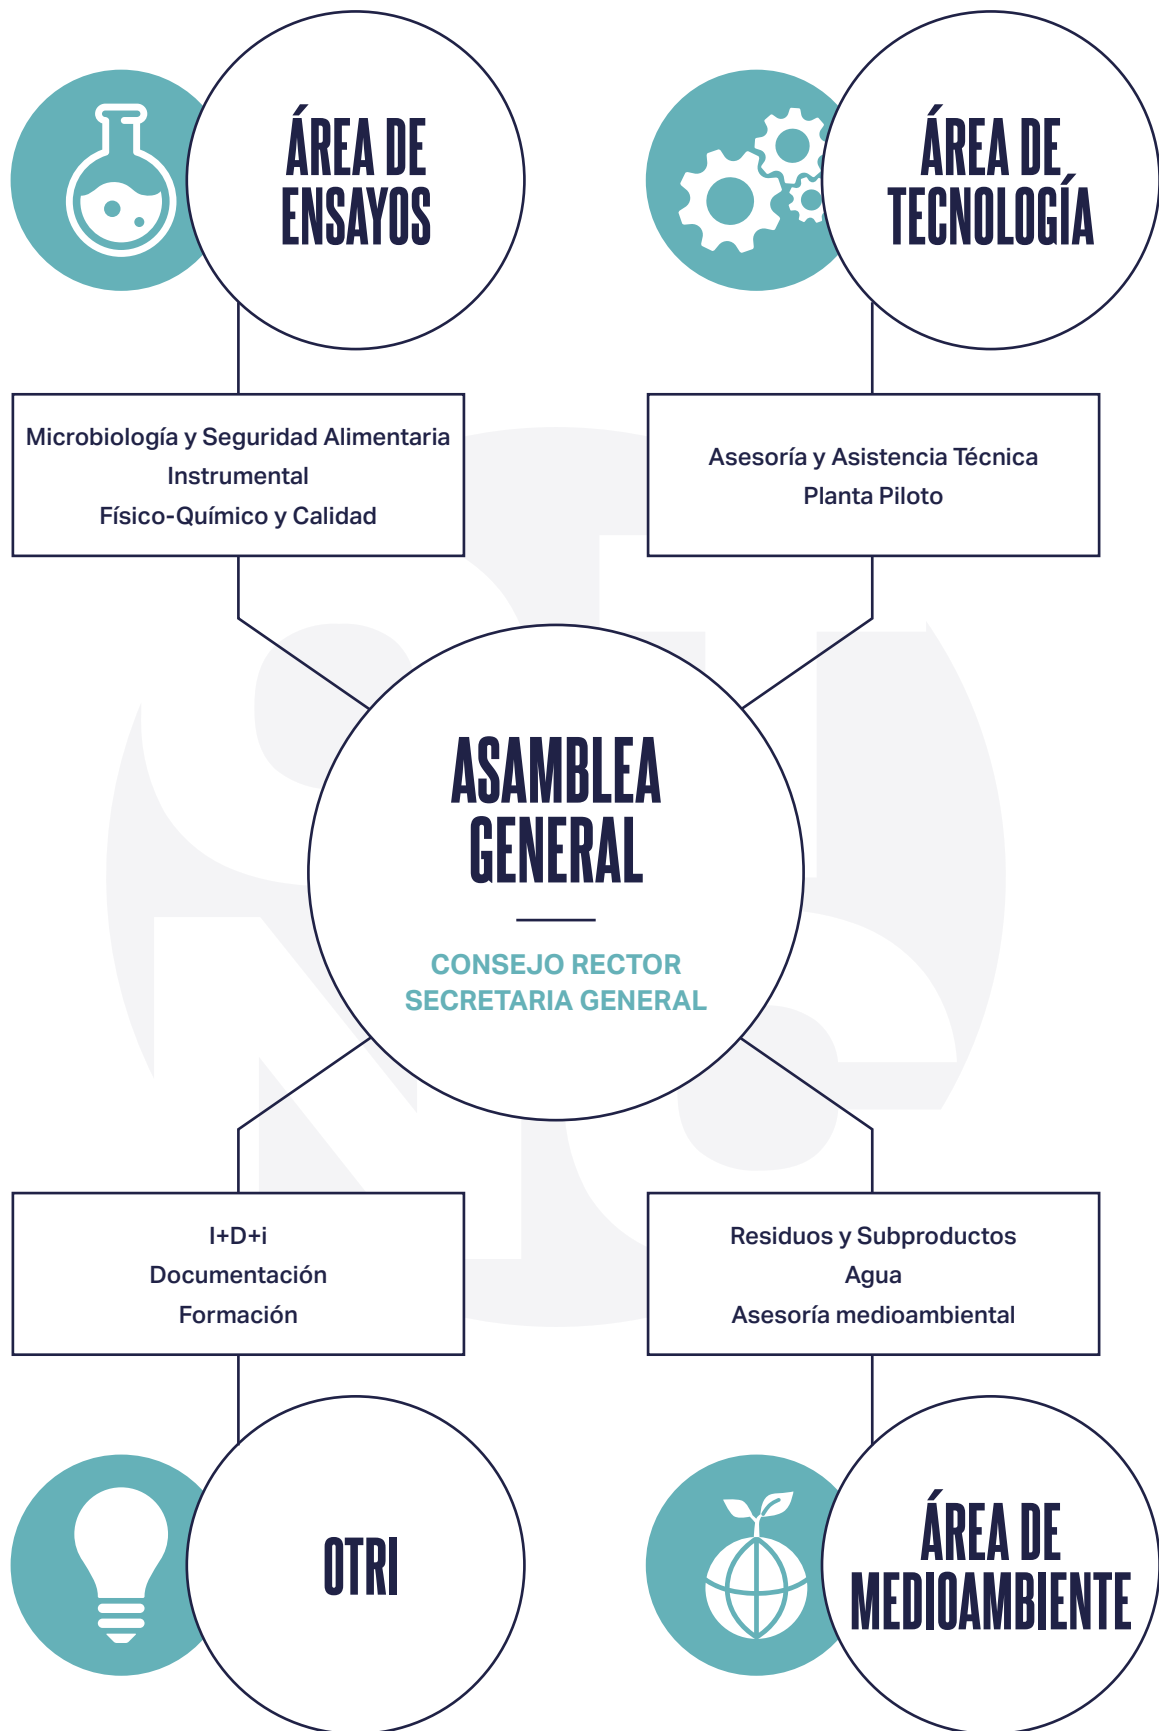 ÁREA DE
ENSAYOS
ÁREA DE
TECNOLOGÍA
Microbiología y Seguridad Alimentaria
Instrumental
Físico-Químico y Calidad
Asesoría y Asistencia Técnica
Planta Piloto
ASAMBLEA
GENERAL
CONSEJO RECTOR
SECRETARIA GENERAL
I+D+i
Documentación
Formación
Residuos y Subproductos
Agua
Asesoría medioambiental
OTRI
ÁREA DE
MEDIOAMBIENTE